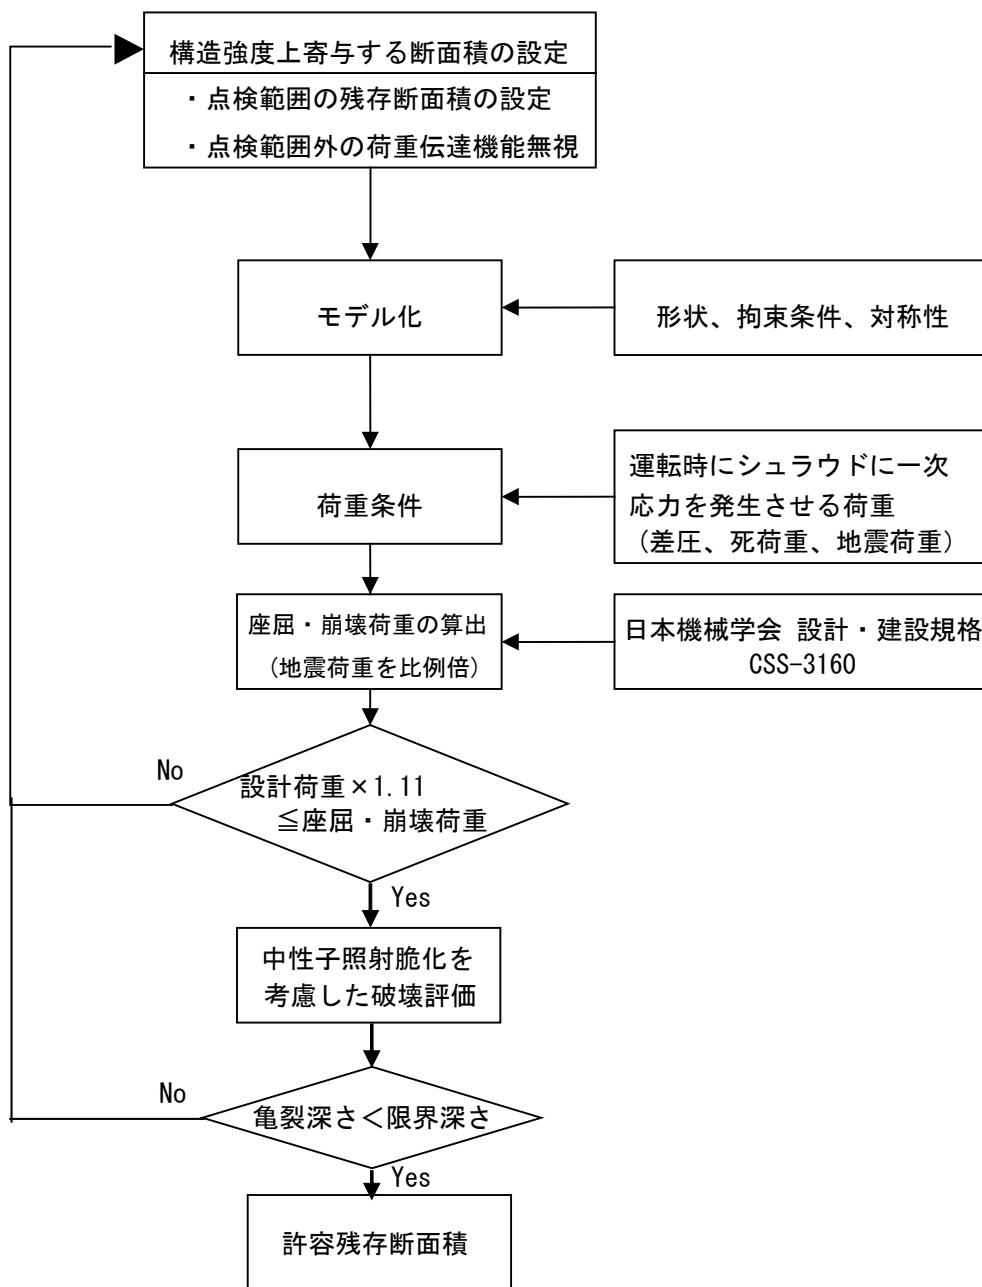 構造強度上寄与する断面積の設定
・点検範囲の残存断面積の設定
・点検範囲外の荷重伝達機能無視
モデル化
形状、拘束条件、対称性
荷重条件
運転時にシュラウドに一次
応力を発生させる荷重
(差圧、死荷重、地震荷重)
座屈・崩壊荷重の算出
(地震荷重を比例倍)
日本機械学会 設計・建設規格
CSS-3160
No
設計荷重×1.11
≦座屈・崩壊荷重
Yes
中性子照射脆化を
考慮した破壊評価
No
亀裂深さ<限界深さ
Yes
許容残存断面積